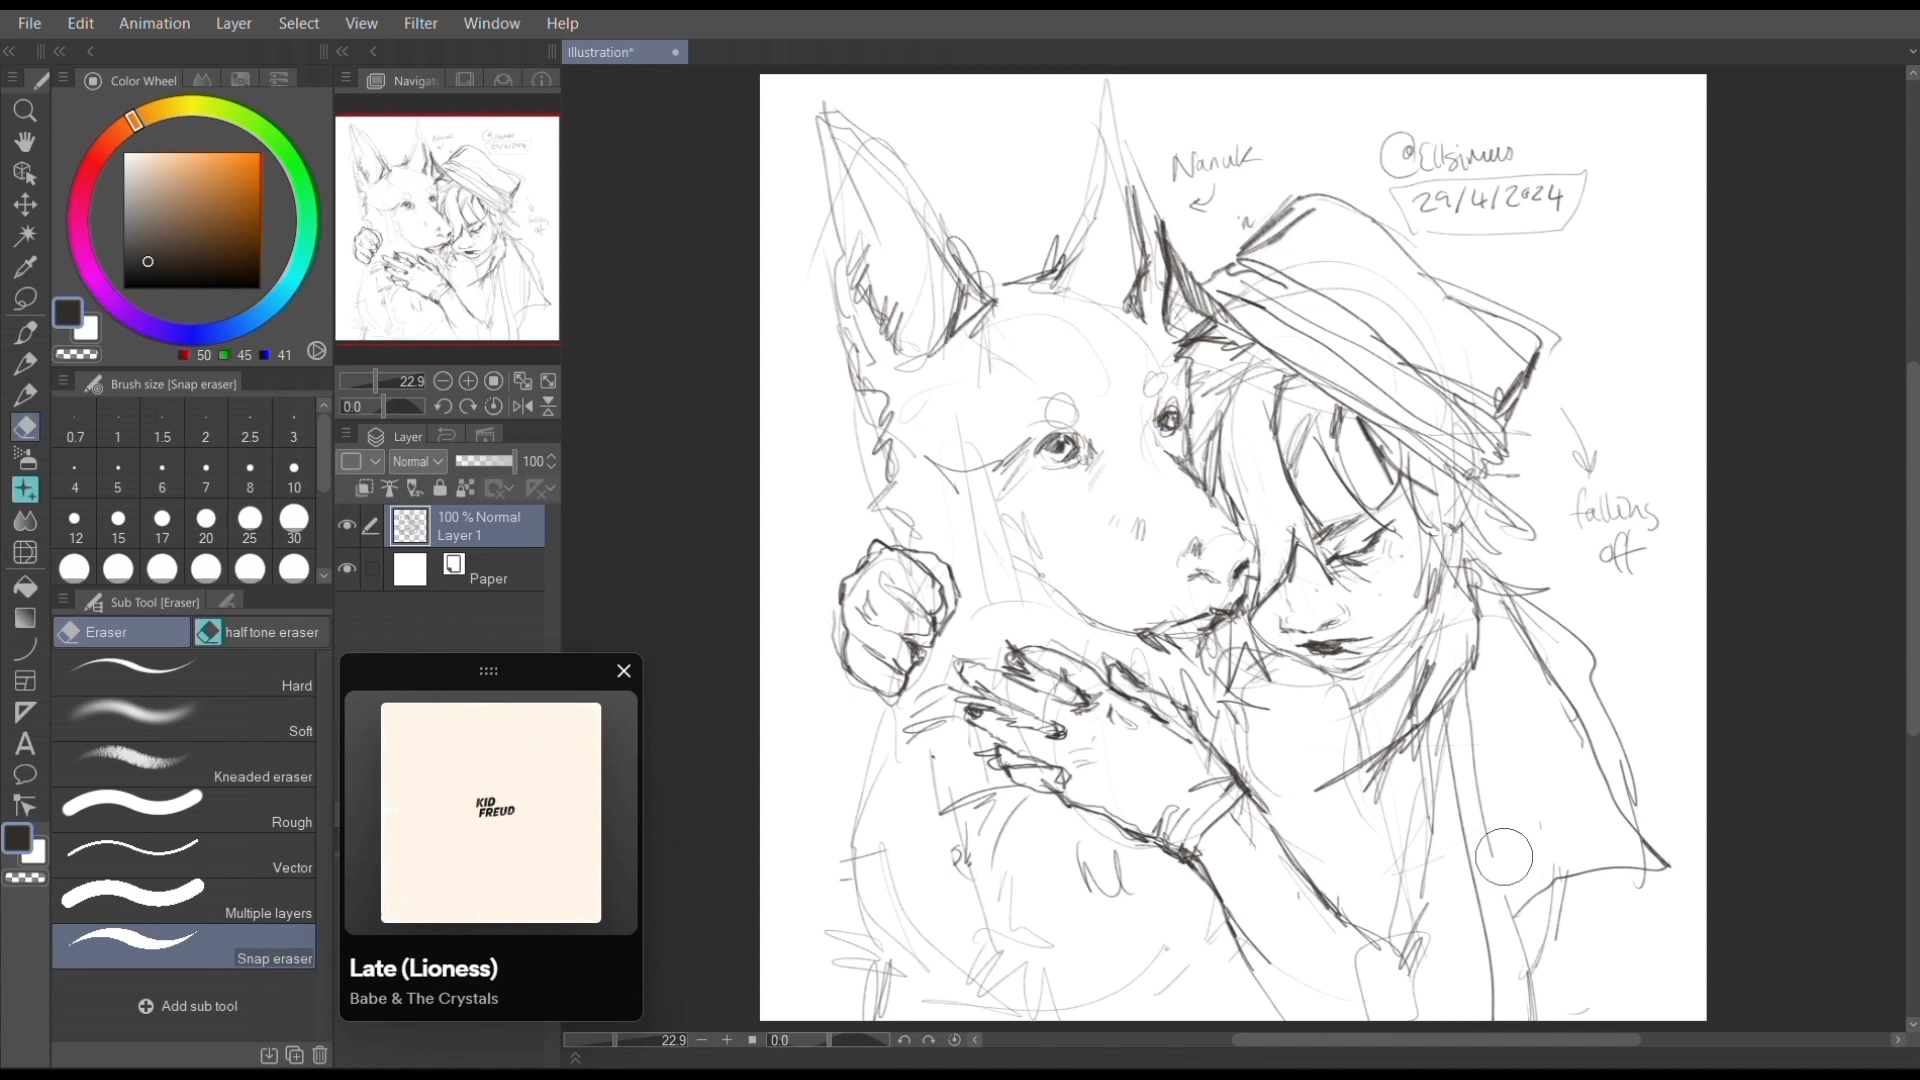 File Edit Animation Layer Select View Filter Window Help
Illustration*
Color Wheel
50 45 41
Brush size [Snap eraser]
0.7 1 1.5 2 2.5 3
4 5 6 7 8 10
12 15 17 20 25 30
Sub Tool [Eraser]
Eraser half tone eraser
Hard
Soft
Kneaded eraser
Rough
Vector
Multiple layers
Snap eraser
Add sub tool
Navigat
22.9
0.0
Layer
Normal 100
100 % Normal
Layer 1
Paper
KID
FREUD
Late (Lioness)
Babe & The Crystals
Nanuk
29/4/2024
falling
off
22.9 0.0